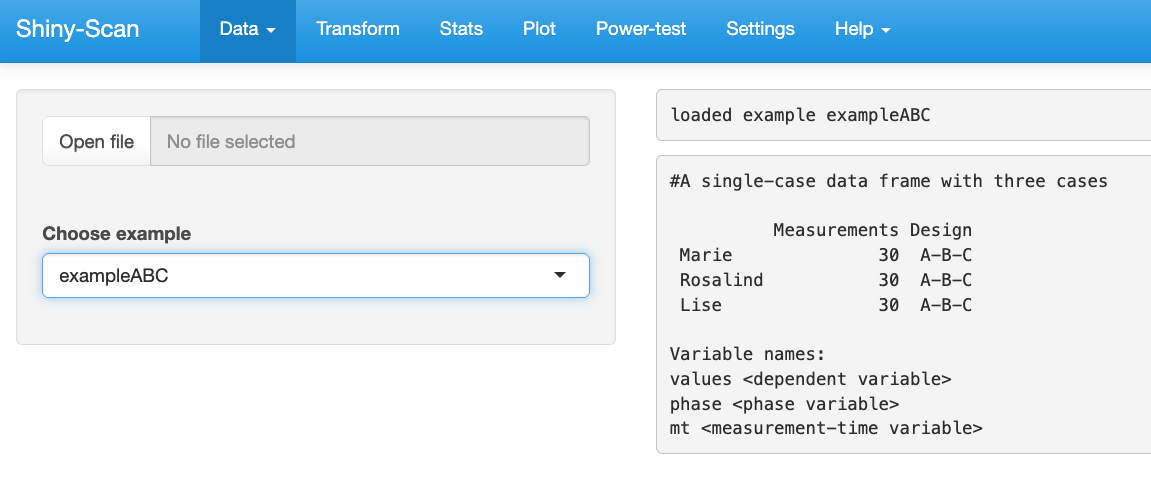 Shiny-Scan Data Transform Stats Plot Power-test Settings Help
Open file No file selected
Choose example
exampleABC
loaded example exampleABC
#A single-case data frame with three cases
Measurements Design
Marie 30 A-B-C
Rosalind 30 A-B-C
Lise 30 A-B-C
Variable names:
values <dependent variable>
phase <phase variable>
mt <measurement-time variable>